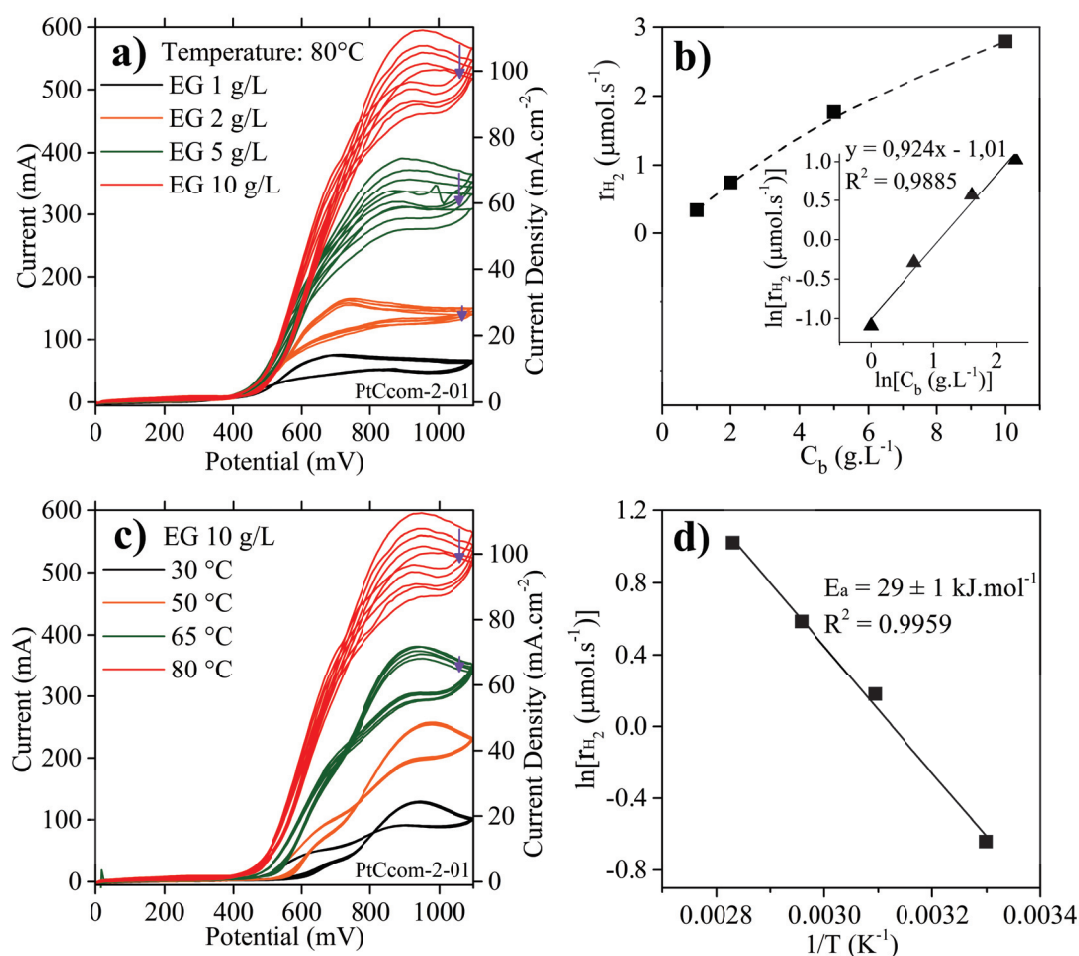 a)
Temperature: 80°C
EG 1 g/L
EG 2 g/L
EG 5 g/L
EG 10 g/L
PtCcom-2-01
600
500
400
300
200
100
0
Current (mA)
100
80
60
40
20
0
Current Density (mA.cm⁻²)
0 200 400 600 800 1000
Potential (mV)
b)
3
2
1
0
r_H₂ (μmol.s⁻¹)
0 2 4 6 8 10
C_b (g.L⁻¹)
y = 0,924x - 1,01
R² = 0,9885
1.0
0.5
0.0
-0.5
-1.0
ln[r_H₂ (μmol.s⁻¹)]
0 1 2
ln[C_b (g.L⁻¹)]
c)
EG 10 g/L
30 °C
50 °C
65 °C
80 °C
PtCcom-2-01
600
500
400
300
200
100
0
Current (mA)
100
80
60
40
20
0
Current Density (mA.cm⁻²)
0 200 400 600 800 1000
Potential (mV)
d)
Ea = 29 ± 1 kJ.mol⁻¹
R² = 0.9959
1.2
0.6
0.0
-0.8
ln[r_H₂ (μmol.s⁻¹)]
0.0028 0.0030 0.0032 0.0034
1/T (K⁻¹)